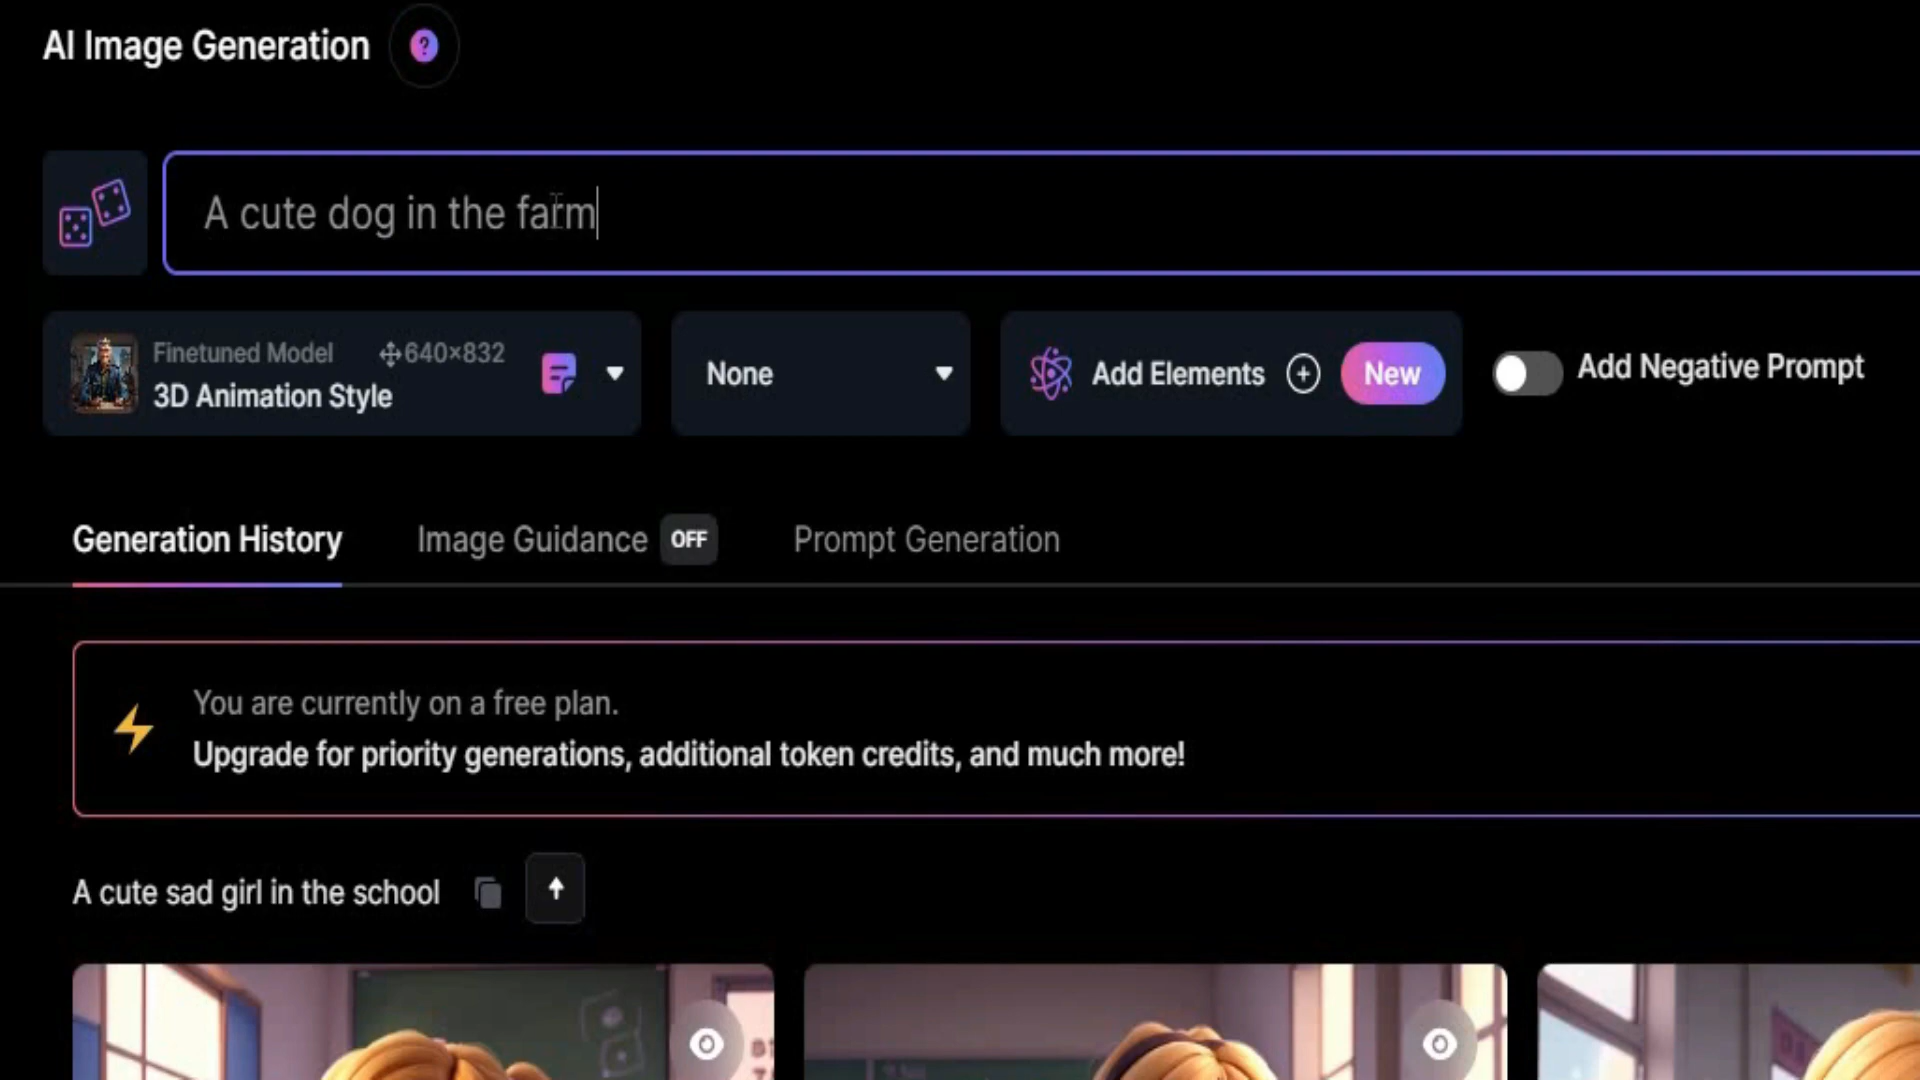 AI Image Generation ?
A cute dog in the farm
Finetuned Model 640×832
3D Animation Style
None
Add Elements
New
Add Negative Prompt
Generation History
Image Guidance OFF
Prompt Generation
You are currently on a free plan.
Upgrade for priority generations, additional token credits, and much more!
A cute sad girl in the school